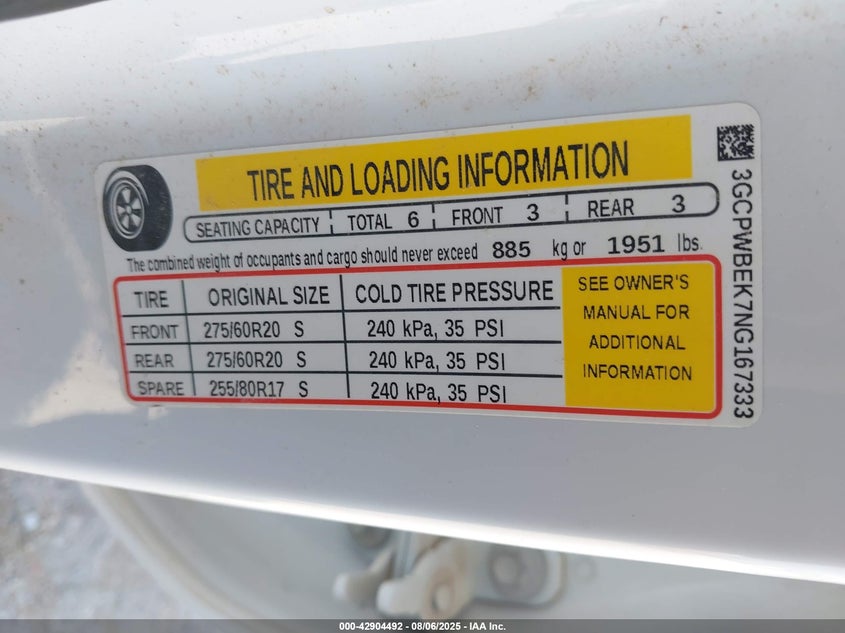 TIRE AND LOADING INFORMATION
SEATING CAPACITY TOTAL 6 FRONT 3 REAR 3
The combined weight of occupants and cargo should never exceed 885 kg or 1951 lbs.
TIRE ORIGINAL SIZE COLD TIRE PRESSURE
FRONT 275/60R20 S 240 kPa, 35 PSI
REAR 275/60R20 S 240 kPa, 35 PSI
SPARE 255/80R17 S 240 kPa, 35 PSI
SEE OWNER'S
MANUAL FOR
ADDITIONAL
INFORMATION
3GCPWBEK7NG167333
000-42904492 - 08/06/2025 - IAA Inc.